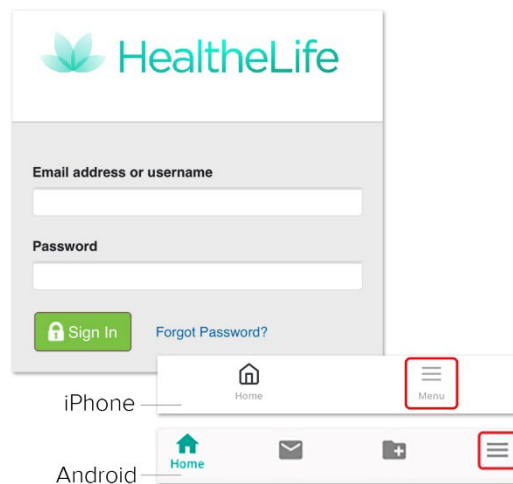 HealtheLife
Email address or username
Password
Sign In Forgot Password?
Home Menu
iPhone
Home
Android